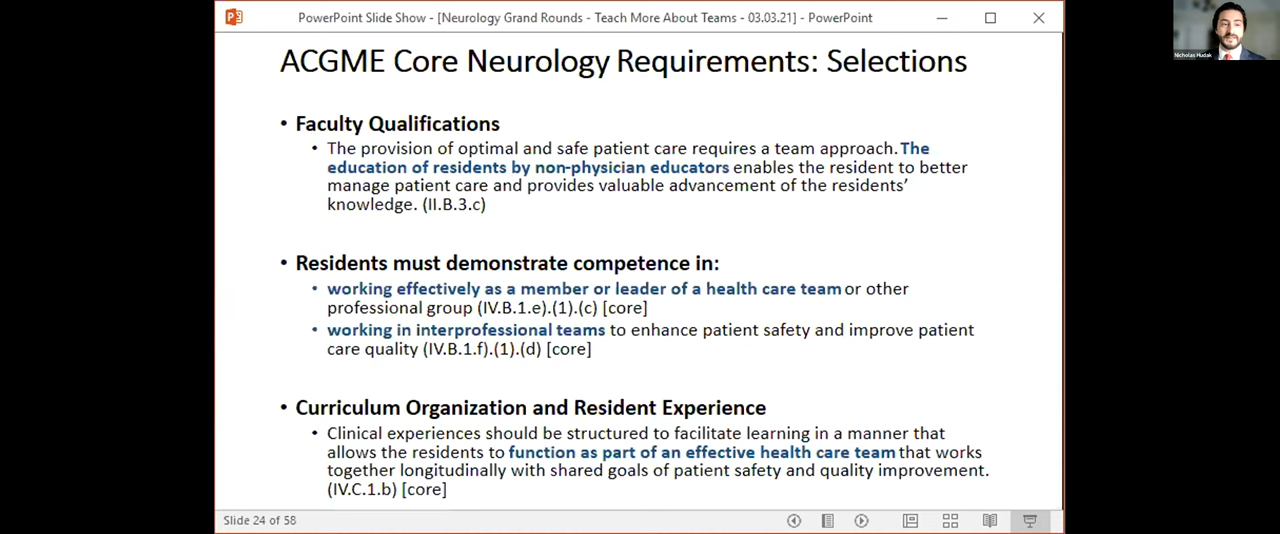 PowerPoint Slide Show - [Neurology Grand Rounds - Teach More About Teams - 03.03.21] - PowerPoint
Nicholas Hudak
ACGME Core Neurology Requirements: Selections
• Faculty Qualifications
• The provision of optimal and safe patient care requires a team approach. The
education of residents by non-physician educators enables the resident to better
manage patient care and provides valuable advancement of the residents’
knowledge. (II.B.3.c)
• Residents must demonstrate competence in:
• working effectively as a member or leader of a health care team or other
professional group (IV.B.1.e).(1).(c) [core]
• working in interprofessional teams to enhance patient safety and improve patient
care quality (IV.B.1.f).(1).(d) [core]
• Curriculum Organization and Resident Experience
• Clinical experiences should be structured to facilitate learning in a manner that
allows the residents to function as part of an effective health care team that works
together longitudinally with shared goals of patient safety and quality improvement.
(IV.C.1.b) [core]
Slide 24 of 58